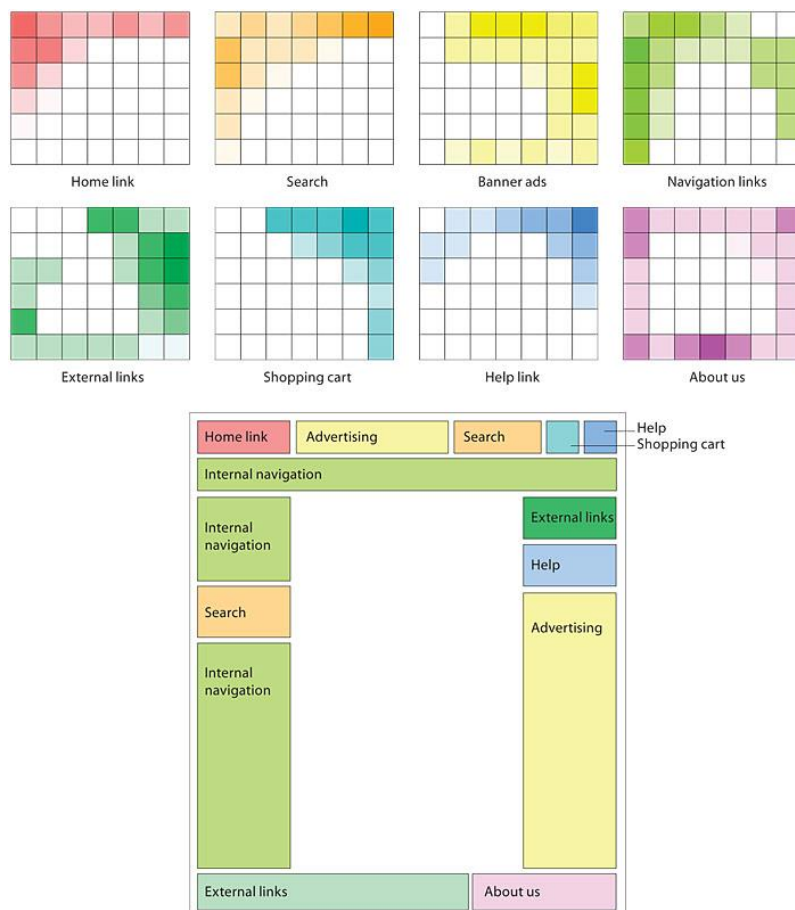 Home link
Search
Banner ads
Navigation links
External links
Shopping cart
Help link
About us
Home link
Advertising
Search
Help
Shopping cart
Internal navigation
Internal
navigation
External links
Help
Search
Advertising
Internal
navigation
External links
About us